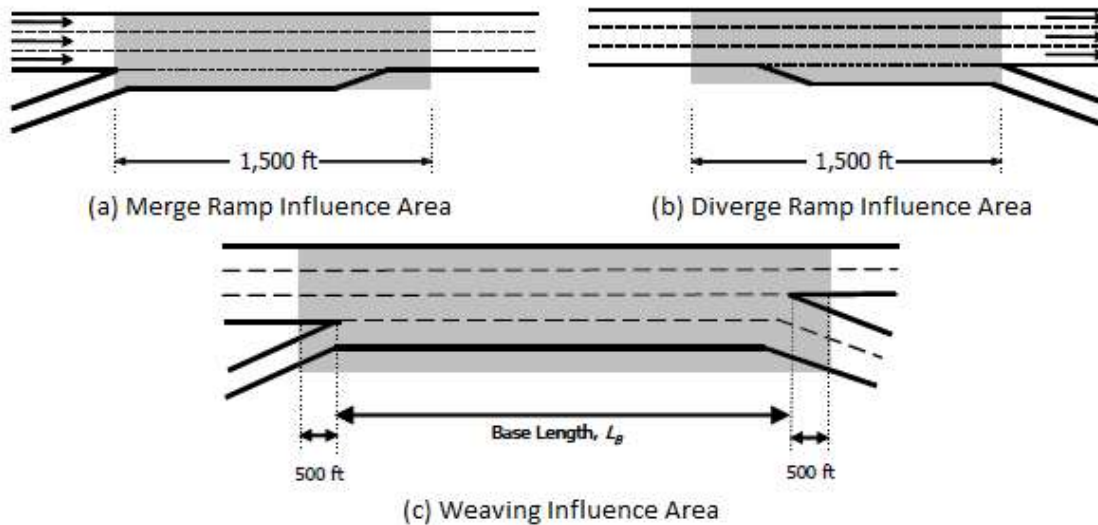 1,500 ft
1,500 ft
(a) Merge Ramp Influence Area
(b) Diverge Ramp Influence Area
Base Length, L_B
500 ft
500 ft
(c) Weaving Influence Area